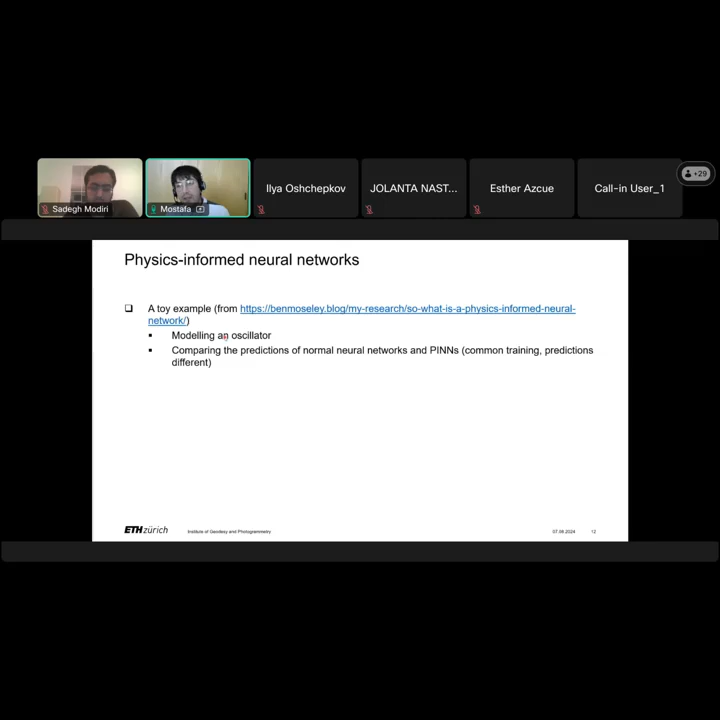 +29
Ilya Oshchepkov
JOLANTA NAST...
Esther Azcue
Call-in User_1
Sadegh Modiri
Mostafa
Physics-informed neural networks
A toy example (from https://benmoseley.blog/my-research/so-what-is-a-physics-informed-neural-
network/)
Modelling an oscillator
Comparing the predictions of normal neural networks and PINNs (common training, predictions
different)
ETH zürich
Institute of Geodesy and Photogrammetry
07.06.2024
12